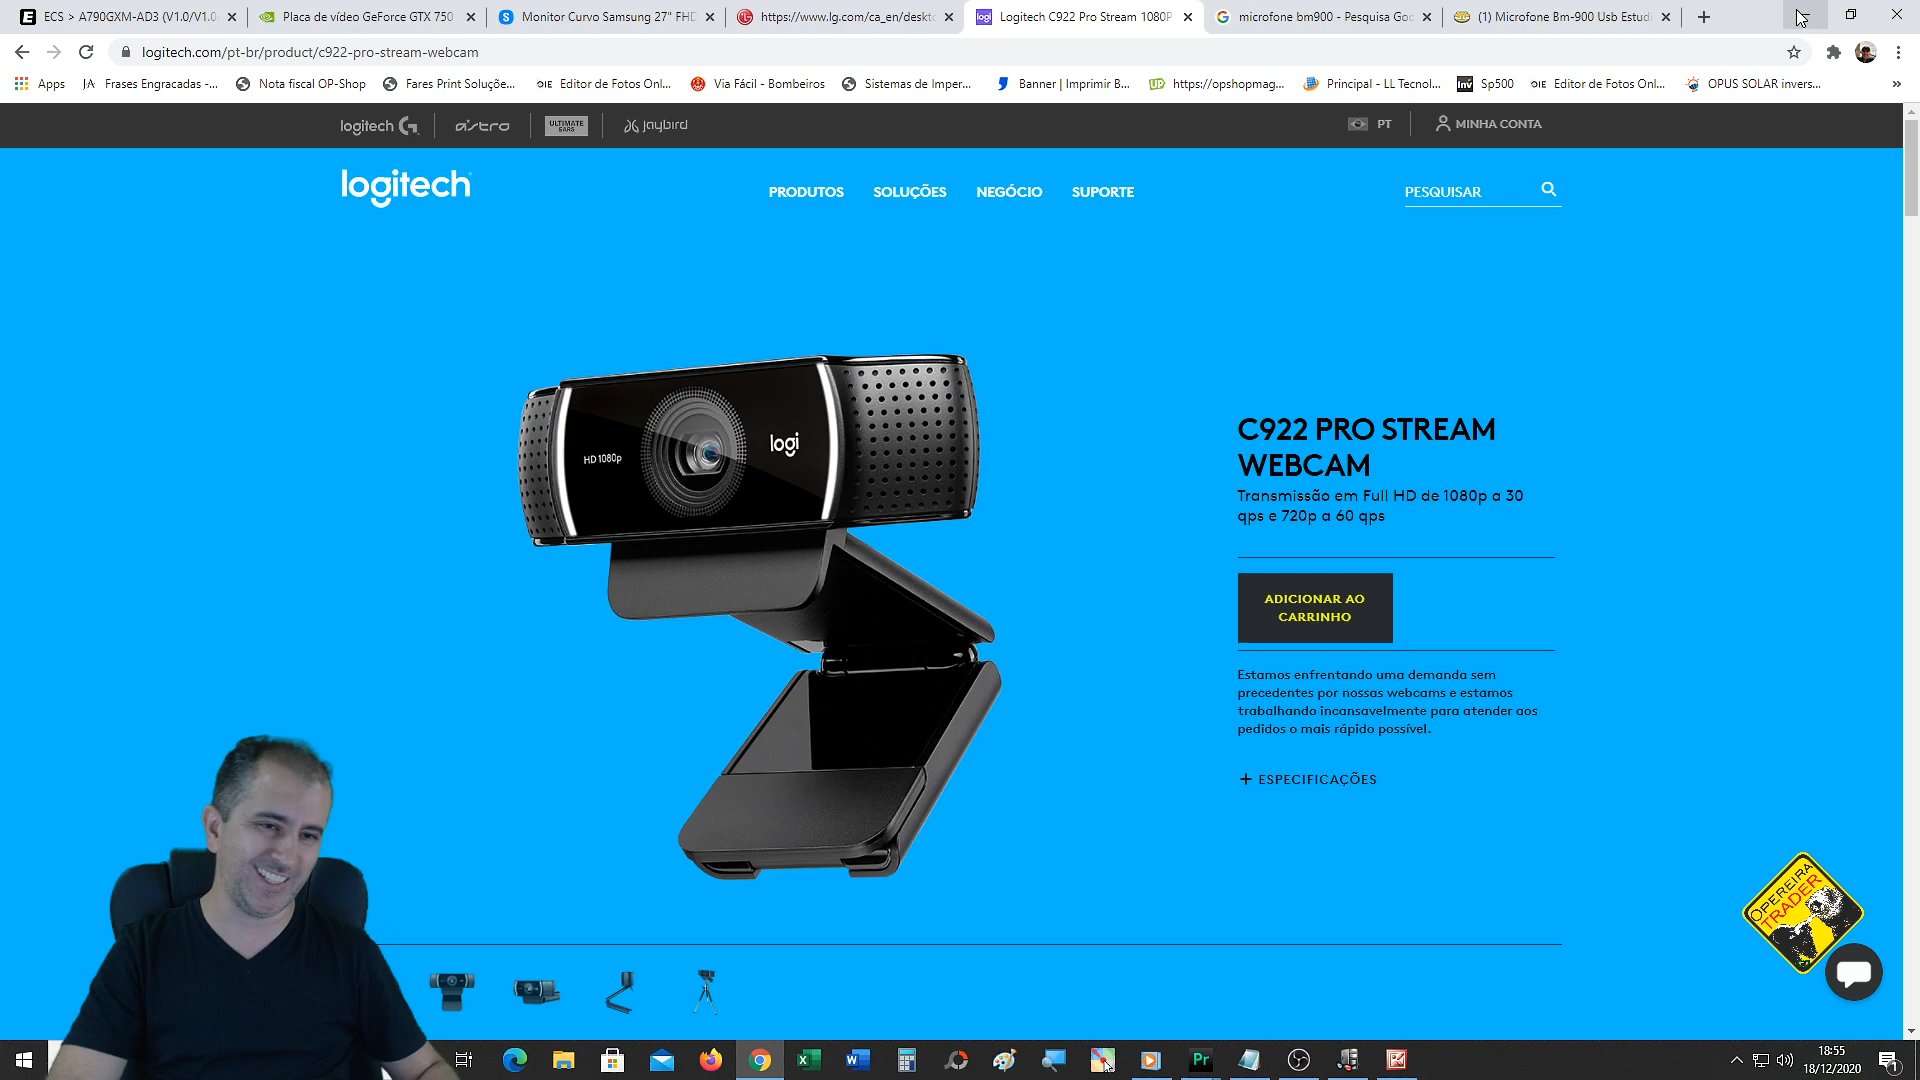 ECS > A790GXM-AD3 (V1.0/V1.0
Placa de vídeo GeForce GTX 750
Monitor Curvo Samsung 27" FHD
https://www.lg.com/ca_en/deskto
Logitech C922 Pro Stream 1080P
microfone bm900 - Pesquisa Goo
(1) Microfone Bm-900 Usb Estudi
logitech.com/pt-br/product/c922-pro-stream-webcam
Apps
Frases Engracadas -...
Nota fiscal OP-Shop
Fares Print Soluçõe...
Editor de Fotos Onl...
Via Fácil - Bombeiros
Sistemas de Imper...
Banner | Imprimir B...
https://opshopmag...
Principal - LL Tecnol...
Sp500
Editor de Fotos Onl...
OPUS SOLAR invers...
logitech G
astro
ULTIMATE EARS
jaybird
PT
MINHA CONTA
logitech
PRODUTOS
SOLUÇÕES
NEGÓCIO
SUPORTE
PESQUISAR
HD 1080p
logi
C922 PRO STREAM
WEBCAM
Transmissão em Full HD de 1080p a 30
qps e 720p a 60 qps
ADICIONAR AO
CARRINHO
Estamos enfrentando uma demanda sem
precedentes por nossas webcams e estamos
trabalhando incansavelmente para atender aos
pedidos o mais rápido possível.
+ ESPECIFICAÇÕES
OPEREIRA
TRADER
18:55
18/12/2020
1